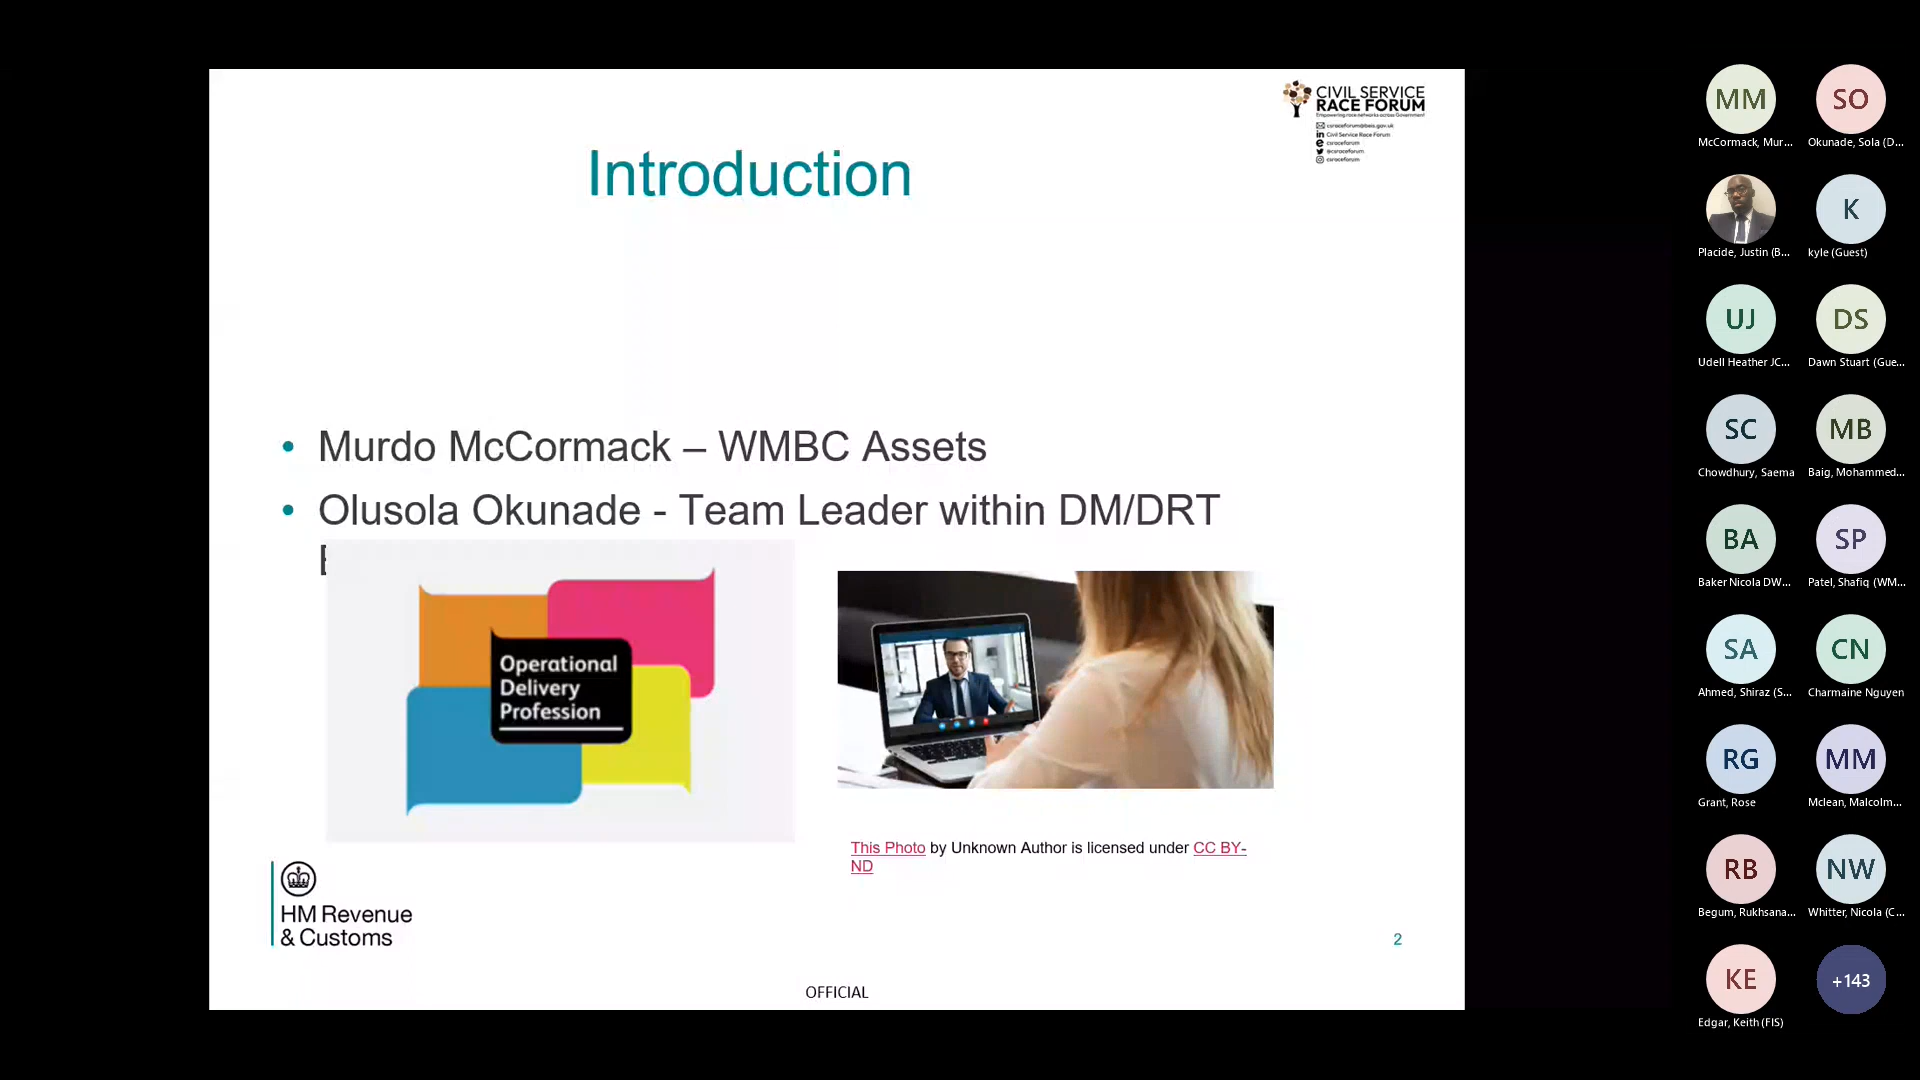 CIVIL SERVICE
RACE FORUM
Empowering race networks across Government
csraceforum@beis.gov.uk
Civil Service Race Forum
csraceforum
@csraceforum
csraceforum
Introduction
• Murdo McCormack – WMBC Assets
• Olusola Okunade - Team Leader within DM/DRT
Operational
Delivery
Profession
This Photo by Unknown Author is licensed under CC BY-
ND
HM Revenue
& Customs
2
OFFICIAL
MM
SO
McCormack, Mur...
Okunade, Sola (D...
K
Placide, Justin (B...
kyle (Guest)
UJ
DS
Udell Heather JC...
Dawn Stuart (Gue...
SC
MB
Chowdhury, Saema
Baig, Mohammed...
BA
SP
Baker Nicola DW...
Patel, Shafiq (WM...
SA
CN
Ahmed, Shiraz (S...
Charmaine Nguyen
RG
MM
Grant, Rose
Mclean, Malcolm...
RB
NW
Begum, Rukhsana...
Whitter, Nicola (C...
KE
+143
Edgar, Keith (FIS)